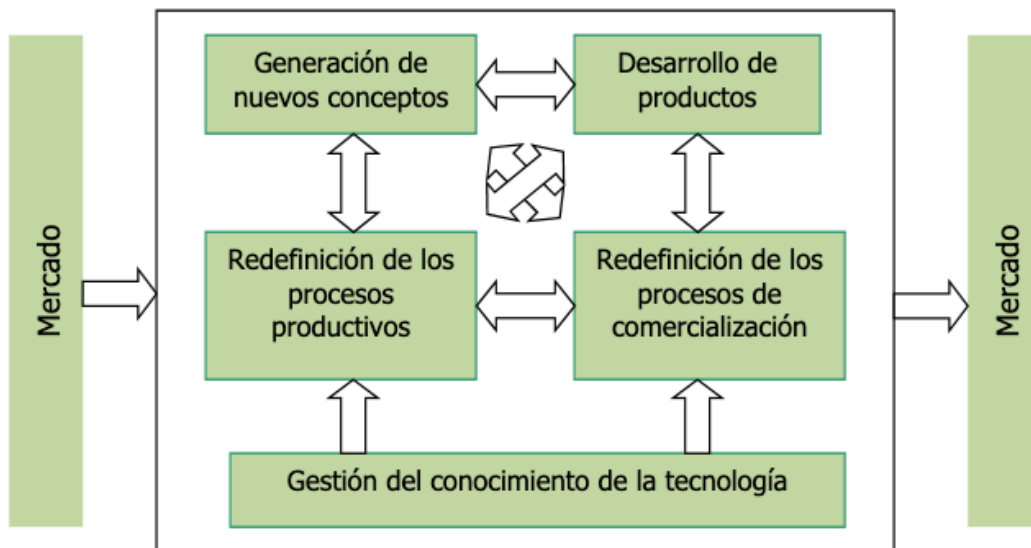 Mercado
Generación de
nuevos conceptos
Desarrollo de
productos
Redefinición de los
procesos
productivos
Redefinición de los
procesos de
comercialización
Gestión del conocimiento de la tecnología
Mercado